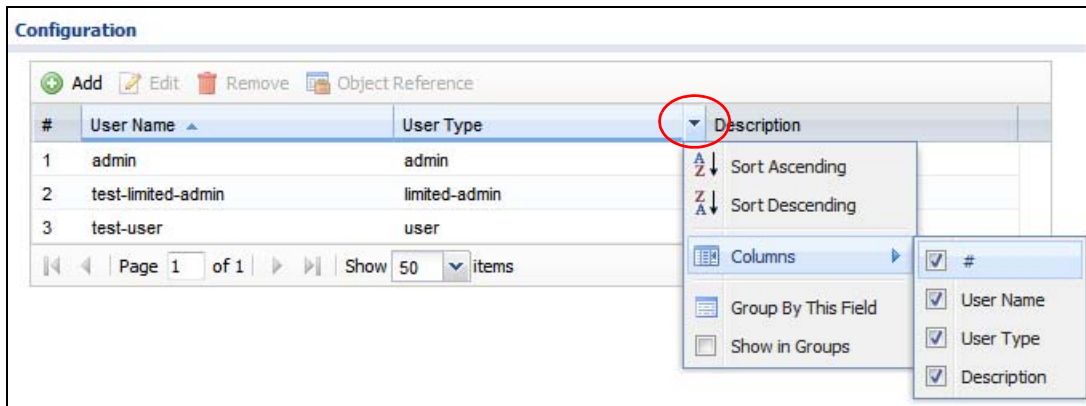 Configuration
Add Edit Remove Object Reference
# User Name User Type Description
1 admin admin
2 test-limited-admin limited-admin
3 test-user user
Page 1 of 1 Show 50 items
A Z Sort Ascending
Z A Sort Descending
Columns
Group By This Field
Show in Groups
#
User Name
User Type
Description